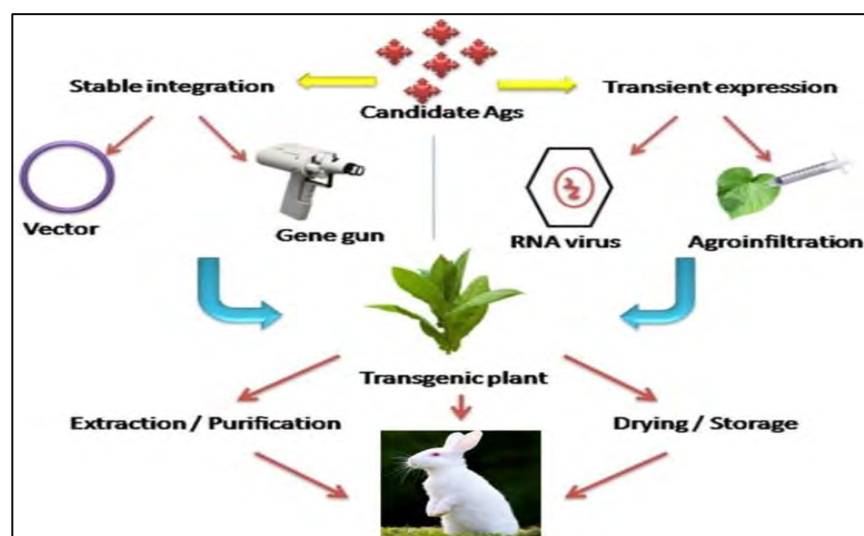 Stable integration
Candidate Ags
Transient expression
Vector
Gene gun
RNA virus
Agroinfiltration
Transgenic plant
Extraction / Purification
Drying / Storage